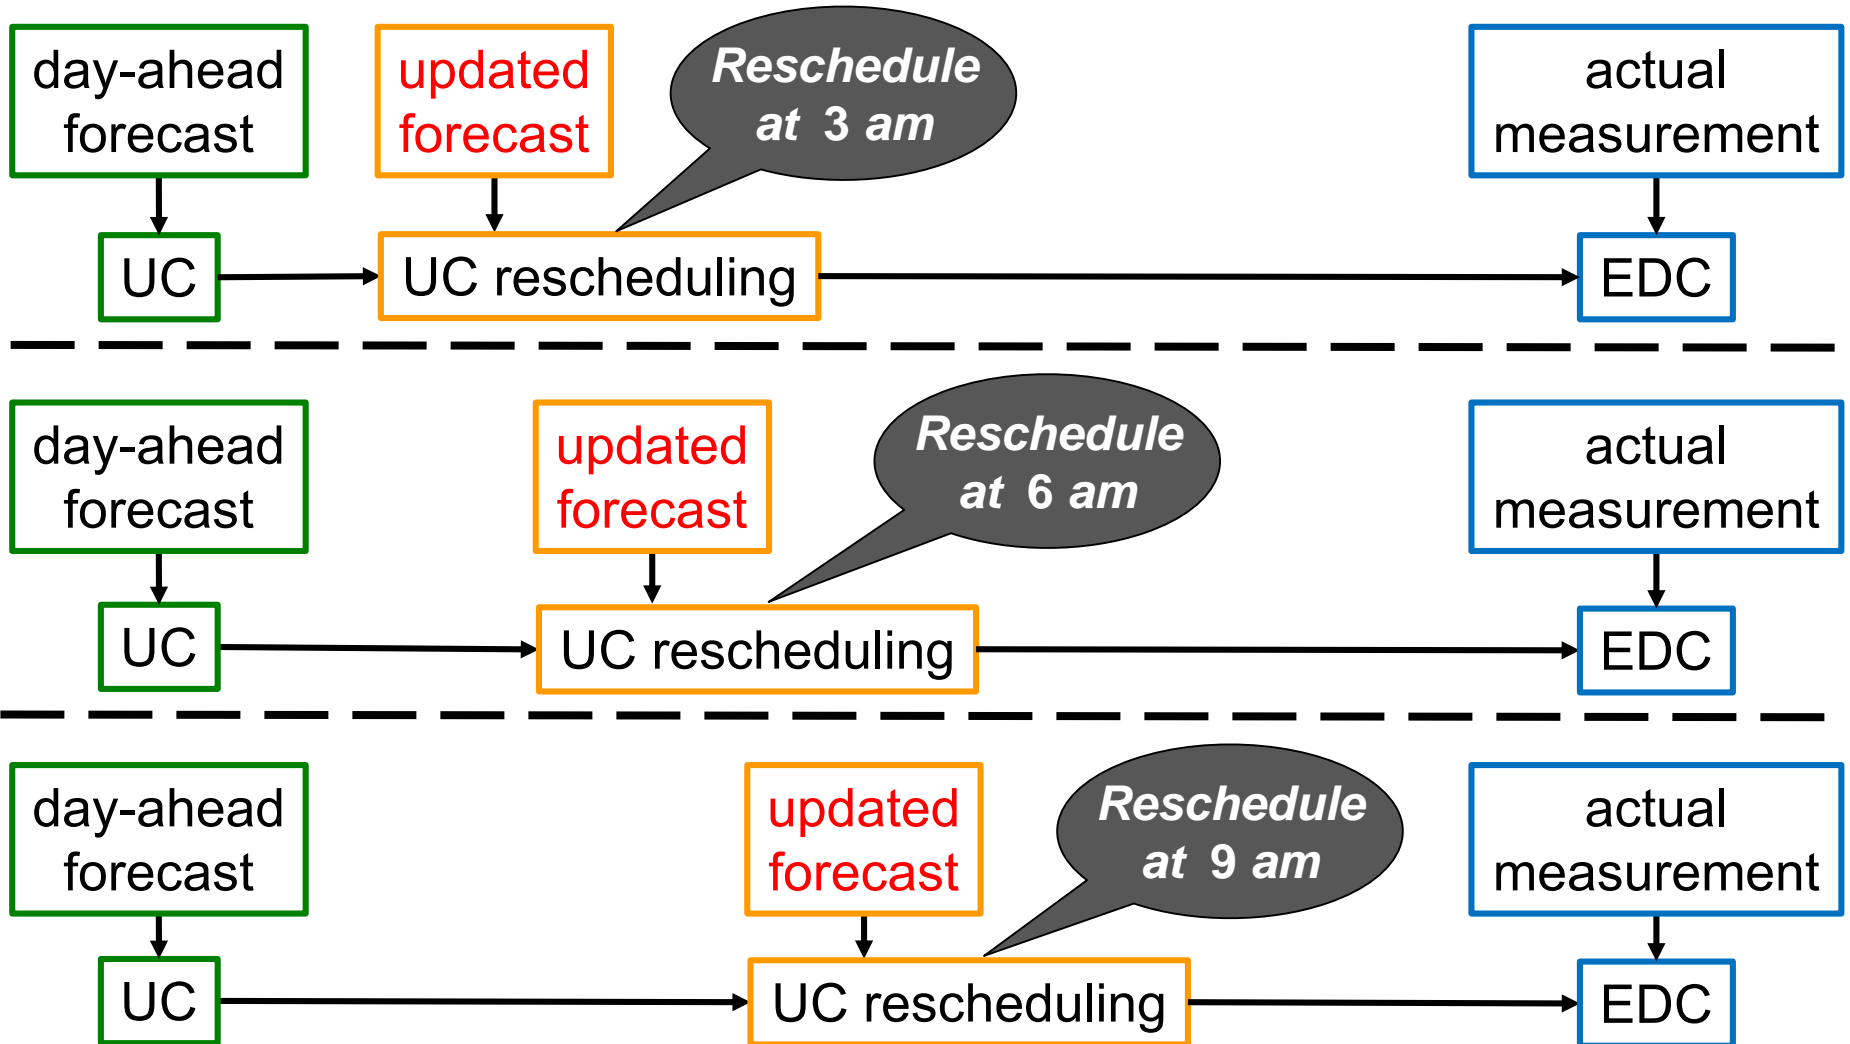 day-ahead
forecast
updated
forecast
Reschedule
at 3 am
actual
measurement
UC
UC rescheduling
EDC
day-ahead
forecast
updated
forecast
Reschedule
at 6 am
actual
measurement
UC
UC rescheduling
EDC
day-ahead
forecast
updated
forecast
Reschedule
at 9 am
actual
measurement
UC
UC rescheduling
EDC